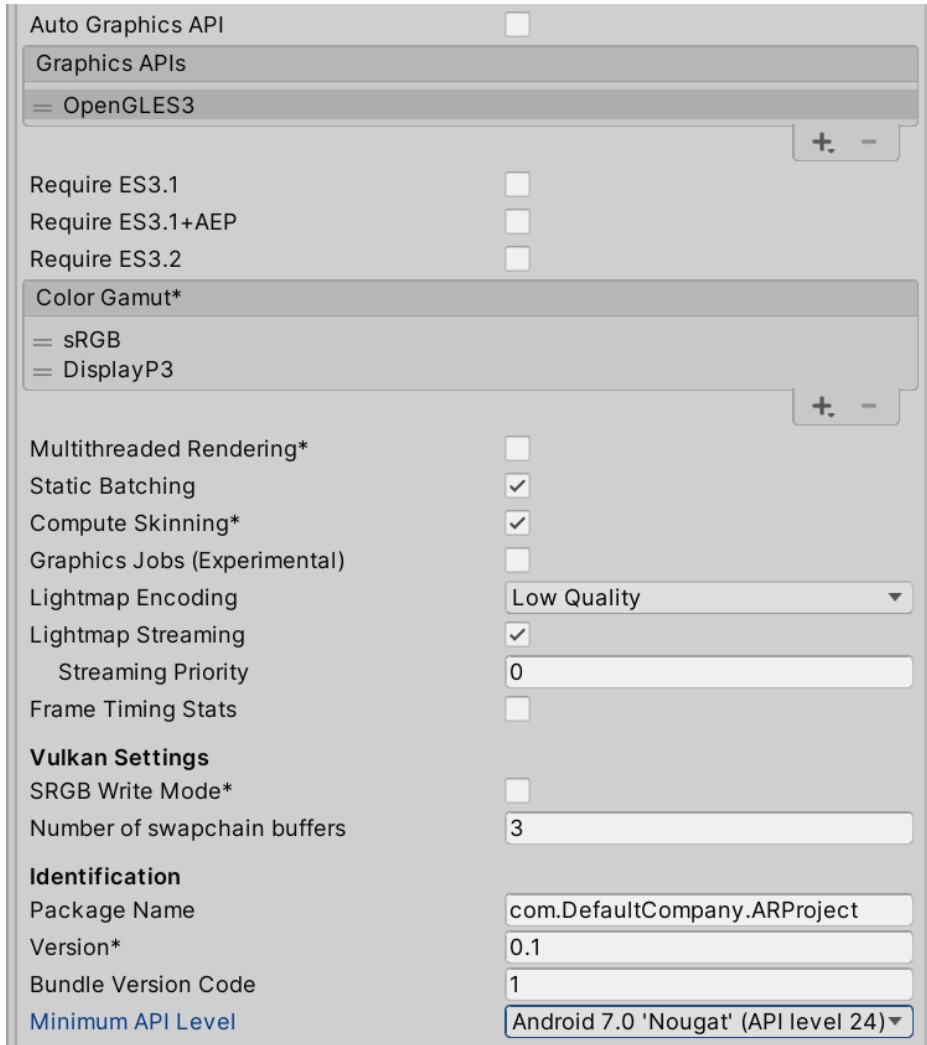 Auto Graphics API
Graphics APIs
OpenGLES3
Require ES3.1
Require ES3.1+AEP
Require ES3.2
Color Gamut*
sRGB
DisplayP3
Multithreaded Rendering*
Static Batching
Compute Skinning*
Graphics Jobs (Experimental)
Lightmap Encoding Low Quality
Lightmap Streaming
Streaming Priority 0
Frame Timing Stats
Vulkan Settings
SRGB Write Mode*
Number of swapchain buffers 3
Identification
Package Name com.DefaultCompany.ARProject
Version* 0.1
Bundle Version Code 1
Minimum API Level Android 7.0 'Nougat' (API level 24)